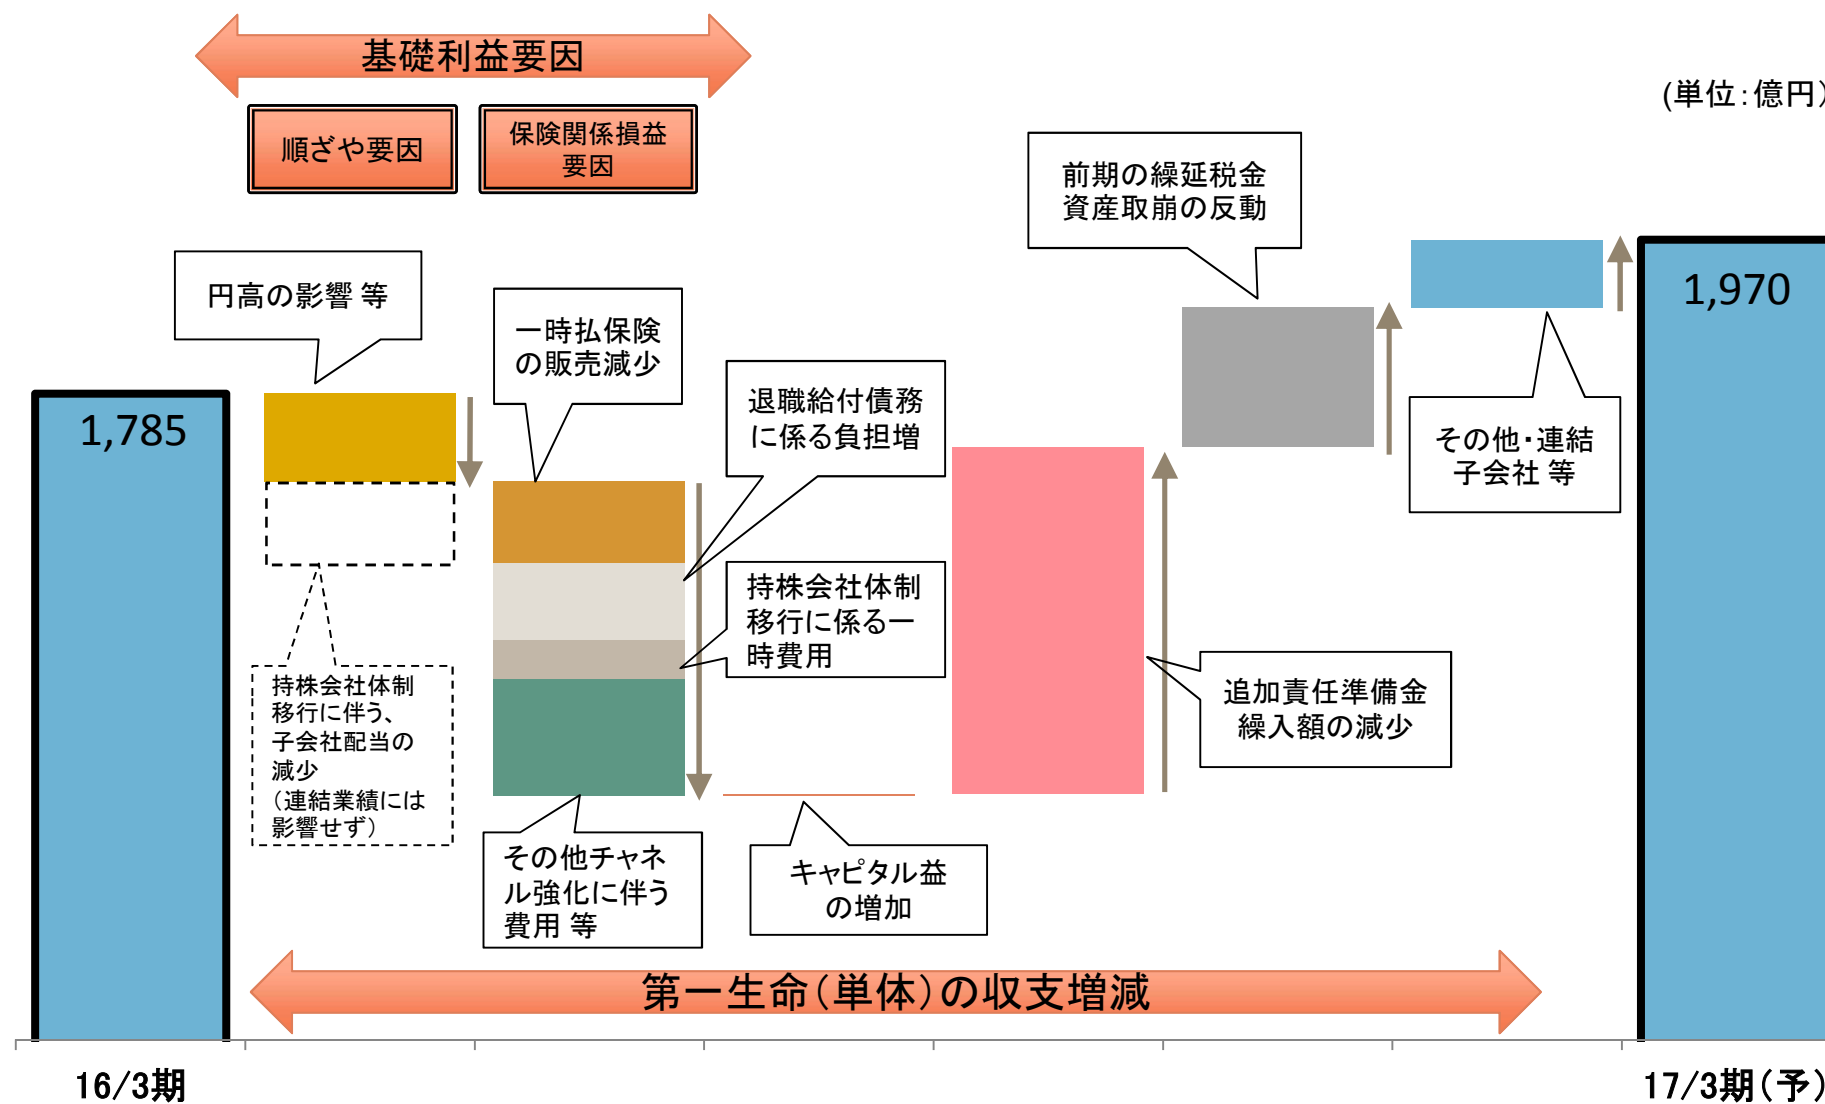 基礎利益要因
(単位：億円)
順ざや要因
保険関係損益
要因
前期の繰延税金
資産取崩の反動
円高の影響 等
一時払保険
の販売減少
1,970
退職給付債務
に係る負担増
1,785
その他・連結
子会社 等
持株会社体制
移行に係る一
時費用
持株会社体制
移行に伴う、
子会社配当の
減少
（連結業績には
影響せず）
追加責任準備金
繰入額の減少
その他チャネ
ル強化に伴う
費用 等
キャピタル益
の増加
第一生命（単体）の収支増減
16/3期
17/3期（予）